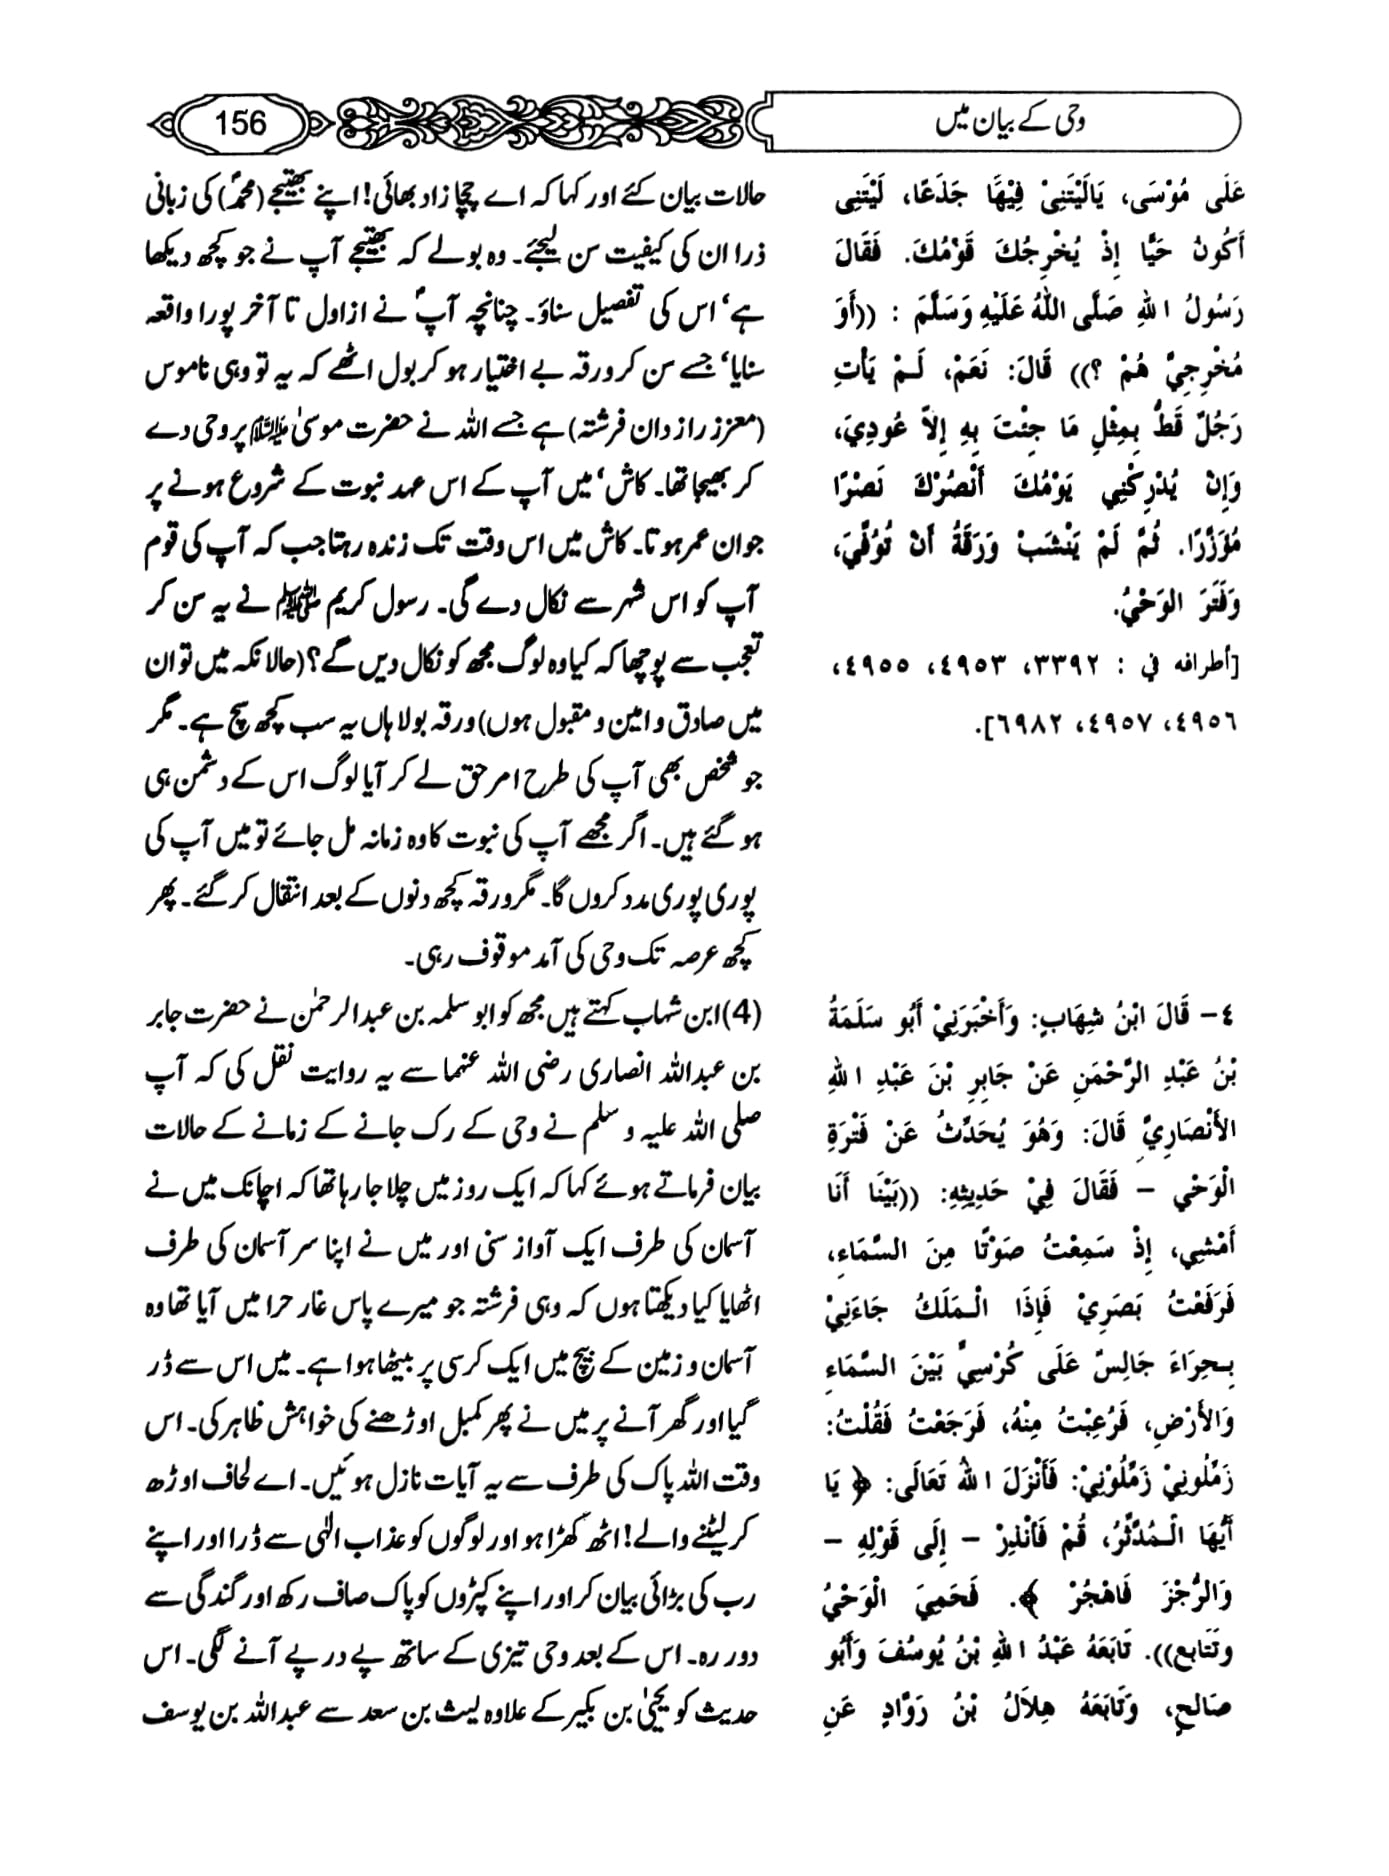 وحی کے بیان میں
156
عَلَى مُوْسَى، يَالَيْتَنِيْ فِيْهَا جَذَعًا، لَيْتَنِي
أَكُونُ حَيًّا إِذْ يُخْرِجُكَ قَوْمُكَ. فَقَالَ
رَسُولُ اللهِ صَلَّى اللهُ عَلَيْهِ وَسَلَّمَ : ((أَوَ
مُخْرِجِيَّ هُمْ ؟)) قَالَ: نَعَمْ، لَمْ يَأْتِ
رَجُلٌ قَطُّ بِمِثْلِ مَا جِئْتَ بِهِ إِلاَّ عُودِيَ،
وَإِنْ يُدْرِكْنِي يَوْمُكَ أَنْصُرْكَ نَصْرًا
مُؤَزَّرًا. ثُمَّ لَمْ يَنْشَبْ وَرَقَةُ أَنْ تُوُفِّيَ،
وَفَتَرَ الوَحْيُ.
[أطرافه في : ٣٣٩٢، ٤٩٥٣، ٤٩٥٥،
٤٩٥٦، ٤٩٥٧، ٦٩٨٢].
٤- قَالَ ابْنُ شِهَابٍ: وَأَخْبَرَنِيْ أَبُو سَلَمَةُ
بْنُ عَبْدِ الرَّحْمَنِ عَنْ جَابِرِ بْنَ عَبْدِ اللهِ
الأَنْصَارِيَّ قَالَ: وَهُوَ يُحَدِّثُ عَنْ فَتْرَةِ
الْوَحْي – فَقَالَ فِيْ حَدِيثِهِ: ((بَيْنَا أَنَا
أَمْشِي، إِذْ سَمِعْتُ صَوْتًا مِنَ السَّمَاءِ،
فَرَفَعْتُ بَصَرِيْ فَإِذَا الْمَلَكُ جَاءَنِيْ
بِحِرَاءَ جَالِسٌ عَلَى كُرْسِيٍّ بَيْنَ السَّمَاءِ
وَالأَرْضِ، فَرُعِبْتُ مِنْهُ، فَرَجَعْتُ فَقُلْتُ:
زَمِّلُونِيْ زَمِّلُوْنِيْ: فَأَنْزَلَ اللهُ تَعَالَى: ﴿ يَا
أَيُّهَا الْمُدَّثِّرُ، قُمْ فَأَنْذِرْ – إِلَى قَوْلِهِ –
وَالرُّجْزَ فَاهْجُرْ ﴾. فَحَمِيَ الْوَحْيُ
وتَتَابع)). تَابَعَهُ عَبْدُ اللهِ بْنُ يُوسُفَ وَأَبُو
صَالحٍ، وَتَابَعَهُ هِلاَلُ بْنُ رَوَّادٍ عَنِ
حالات بیان کئے اور کہا کہ اے چچا زاد بھائی! اپنے بھتیجے (محمدؐ) کی زبانی
ذرا ان کی کیفیت سن لیجئے۔ وہ بولے کہ بھتیجے آپ نے جو کچھ دیکھا
ہے‘ اس کی تفصیل سناؤ۔ چنانچہ آپؐ نے از اول تا آخر پورا واقعہ
سنایا‘ جسے سن کر ورقہ بے اختیار ہو کر بول اٹھے کہ یہ تو وہی ناموس
(معزز راز دان فرشتہ) ہے جسے اللہ نے حضرت موسیٰ علیہ السلام پر وحی دے
کر بھیجا تھا۔ کاش‘ میں آپ کے اس عہد نبوت کے شروع ہونے پر
جوان عمر ہوتا۔ کاش میں اس وقت تک زندہ رہتا جب کہ آپ کی قوم
آپ کو اس شہر سے نکال دے گی۔ رسول کریم ﷺ نے یہ سن کر
تعجب سے پوچھا کہ کیا وہ لوگ مجھ کو نکال دیں گے؟ (حالانکہ میں تو ان
میں صادق و امین و مقبول ہوں) ورقہ بولا ہاں یہ سب کچھ سچ ہے۔ مگر
جو شخص بھی آپ کی طرح امر حق لے کر آیا لوگ اس کے دشمن ہی
ہو گئے ہیں۔ اگر مجھے آپ کی نبوت کا وہ زمانہ مل جائے تو میں آپ کی
پوری پوری مدد کروں گا۔ مگر ورقہ کچھ دنوں کے بعد انتقال کر گئے۔ پھر
کچھ عرصہ تک وحی کی آمد موقوف رہی۔
(4) ابن شہاب کہتے ہیں مجھ کو ابو سلمہ بن عبدالرحمٰن نے حضرت جابر
بن عبداللہ انصاری رضی اللہ عنہما سے یہ روایت نقل کی کہ آپ
صلی اللہ علیہ و سلم نے وحی کے رک جانے کے زمانے کے حالات
بیان فرماتے ہوئے کہا کہ ایک روز میں چلا جا رہا تھا کہ اچانک میں نے
آسمان کی طرف ایک آواز سنی اور میں نے اپنا سر آسمان کی طرف
اٹھایا کیا دیکھتا ہوں کہ وہی فرشتہ جو میرے پاس غار حرا میں آیا تھا وہ
آسمان و زمین کے بیچ میں ایک کرسی پر بیٹھا ہوا ہے۔ میں اس سے ڈر
گیا اور گھر آنے پر میں نے پھر کمبل اوڑھنے کی خواہش ظاہر کی۔ اس
وقت اللہ پاک کی طرف سے یہ آیات نازل ہوئیں۔ اے لحاف اوڑھ
کر لیٹنے والے! اٹھ کھڑا ہو اور لوگوں کو عذاب الٰہی سے ڈرا اور اپنے
رب کی بڑائی بیان کر اور اپنے کپڑوں کو پاک صاف رکھ اور گندگی سے
دور رہ۔ اس کے بعد وحی تیزی کے ساتھ پے در پے آنے لگی۔ اس
حدیث کو یحییٰ بن بکیر کے علاوہ لیث بن سعد سے عبداللہ بن یوسف